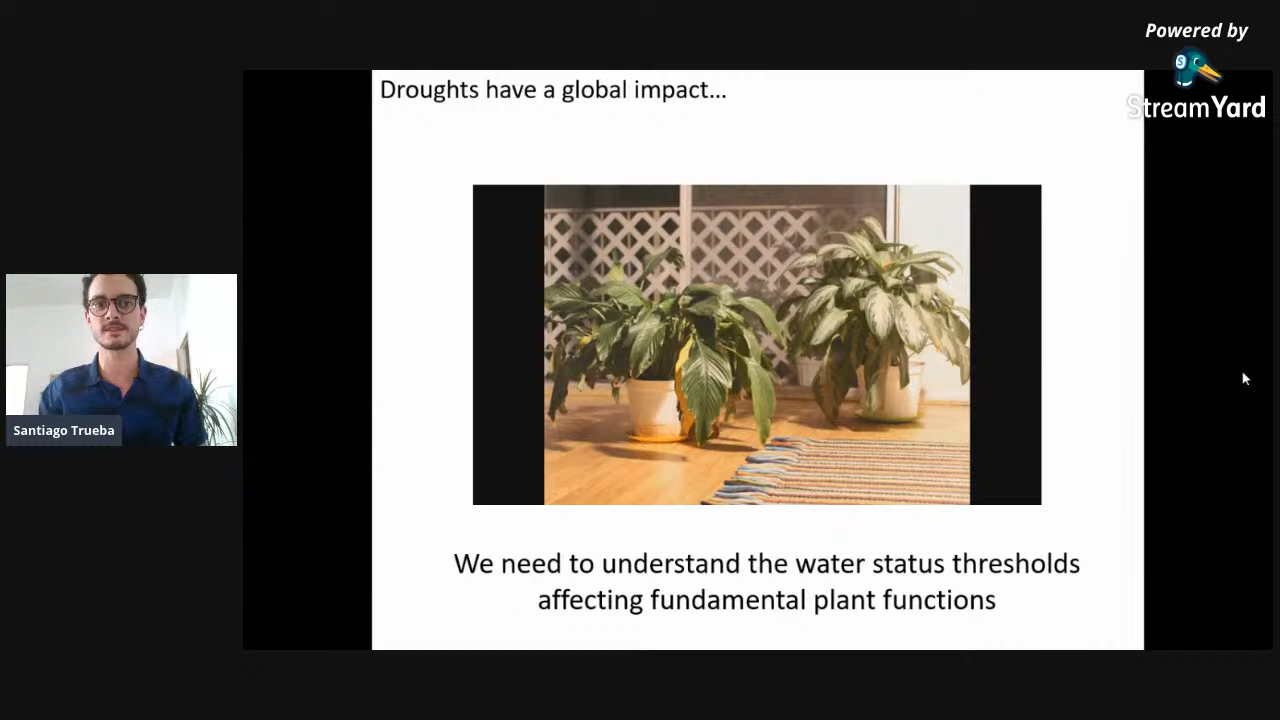 Powered by
StreamYard
Droughts have a global impact...
Santiago Trueba
We need to understand the water status thresholds
affecting fundamental plant functions